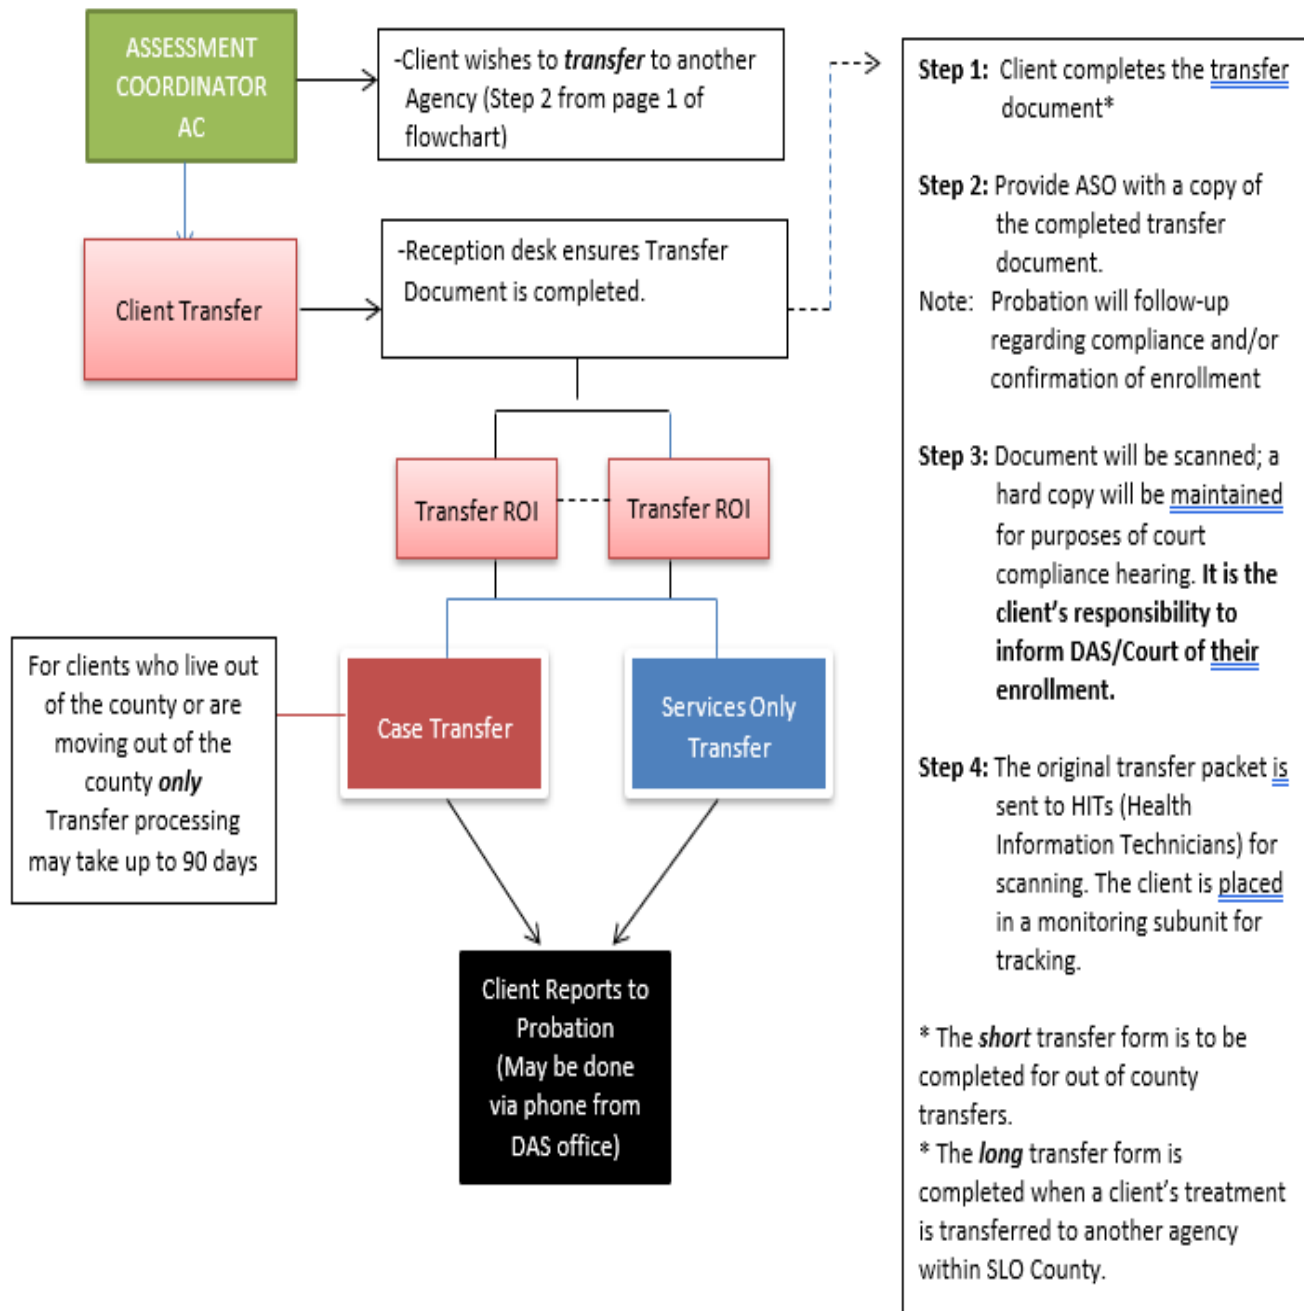 ASSESSMENT
COORDINATOR
AC
-Client wishes to transfer to another
Agency (Step 2 from page 1 of
flowchart)
Client Transfer
-Reception desk ensures Transfer
Document is completed.
Transfer ROI
Transfer ROI
For clients who live out
of the county or are
moving out of the
county only
Transfer processing
may take up to 90 days
Case Transfer
Services Only
Transfer
Client Reports to
Probation
(May be done
via phone from
DAS office)
Step 1: Client completes the transfer
document*
Step 2: Provide ASO with a copy of
the completed transfer
document.
Note: Probation will follow-up
regarding compliance and/or
confirmation of enrollment
Step 3: Document will be scanned; a
hard copy will be maintained
for purposes of court
compliance hearing. It is the
client's responsibility to
inform DAS/Court of their
enrollment.
Step 4: The original transfer packet is
sent to HITs (Health
Information Technicians) for
scanning. The client is placed
in a monitoring subunit for
tracking.
* The short transfer form is to be
completed for out of county
transfers.
* The long transfer form is
completed when a client's treatment
is transferred to another agency
within SLO County.